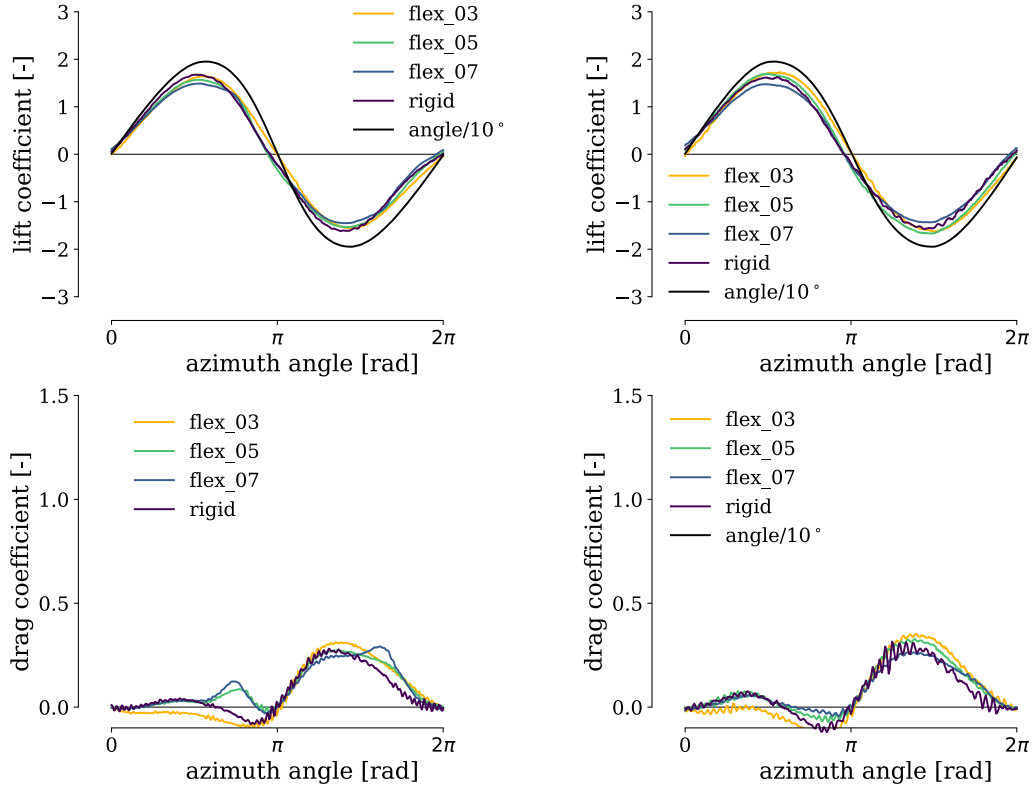 3
2
1
0
−1
−2
−3
lift coefficient [-]
flex_03
flex_05
flex_07
rigid
angle/10°
0
π
2π
azimuth angle [rad]
3
2
1
0
−1
−2
−3
lift coefficient [-]
flex_03
flex_05
flex_07
rigid
angle/10°
0
π
2π
azimuth angle [rad]
1.5
1.0
0.5
0.0
drag coefficient [-]
flex_03
flex_05
flex_07
rigid
0
π
2π
azimuth angle [rad]
1.5
1.0
0.5
0.0
drag coefficient [-]
flex_03
flex_05
flex_07
rigid
angle/10°
0
π
2π
azimuth angle [rad]